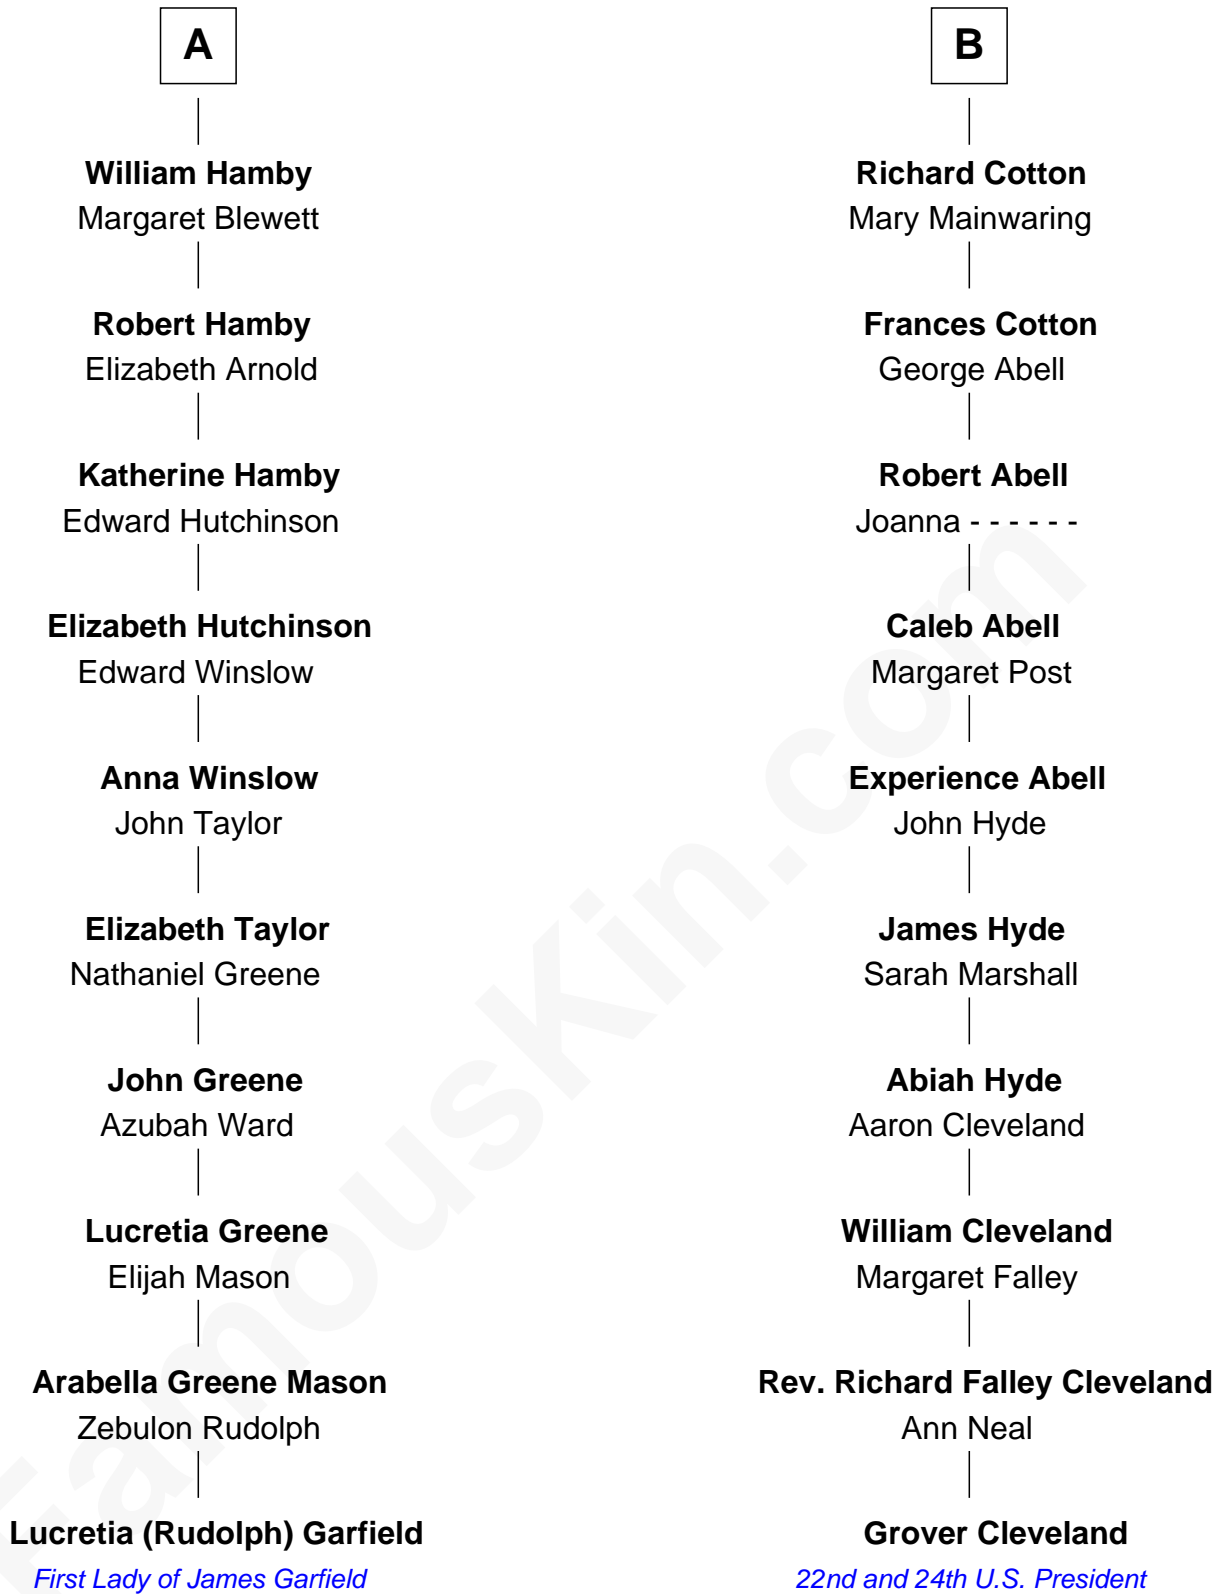 A
William Hamby
Margaret Blewett
Robert Hamby
Elizabeth Arnold
Katherine Hamby
Edward Hutchinson
Elizabeth Hutchinson
Edward Winslow
Anna Winslow
John Taylor
Elizabeth Taylor
Nathaniel Greene
John Greene
Azubah Ward
Lucretia Greene
Elijah Mason
Arabella Greene Mason
Zebulon Rudolph
Lucretia (Rudolph) Garfield
First Lady of James Garfield
B
Richard Cotton
Mary Mainwaring
Frances Cotton
George Abell
Robert Abell
Joanna - - - - - -
Caleb Abell
Margaret Post
Experience Abell
John Hyde
James Hyde
Sarah Marshall
Abiah Hyde
Aaron Cleveland
William Cleveland
Margaret Falley
Rev. Richard Falley Cleveland
Ann Neal
Grover Cleveland
22nd and 24th U.S. President
FamousKin.com